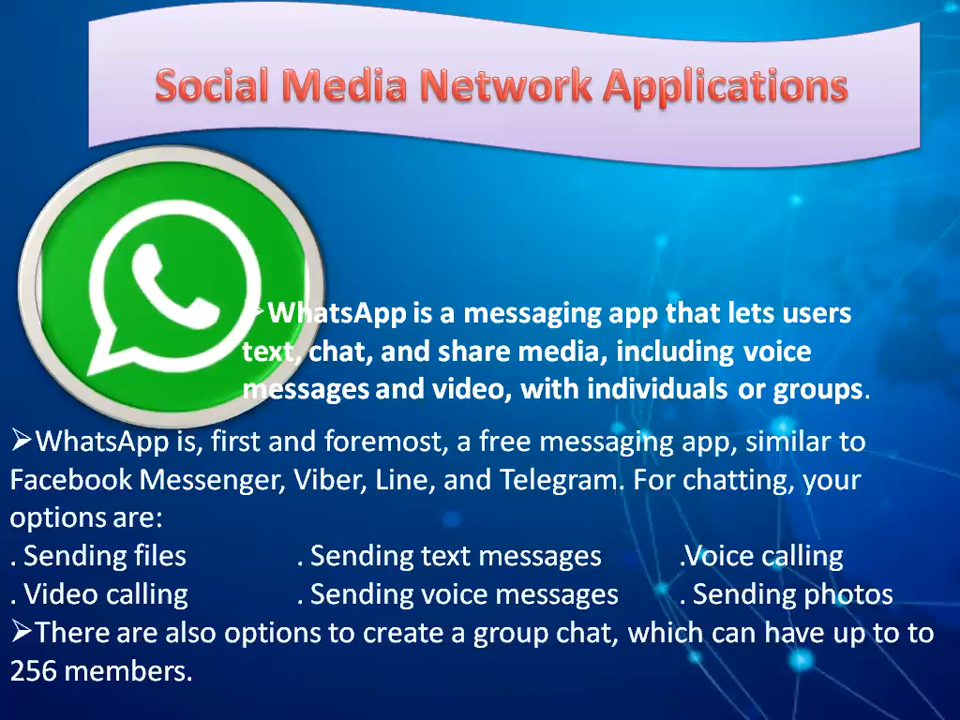 Social Media Network Applications
➢WhatsApp is a messaging app that lets users
text, chat, and share media, including voice
messages and video, with individuals or groups.
➢WhatsApp is, first and foremost, a free messaging app, similar to
Facebook Messenger, Viber, Line, and Telegram. For chatting, your
options are:
. Sending files . Sending text messages .Voice calling
. Video calling . Sending voice messages . Sending photos
➢There are also options to create a group chat, which can have up to to
256 members.